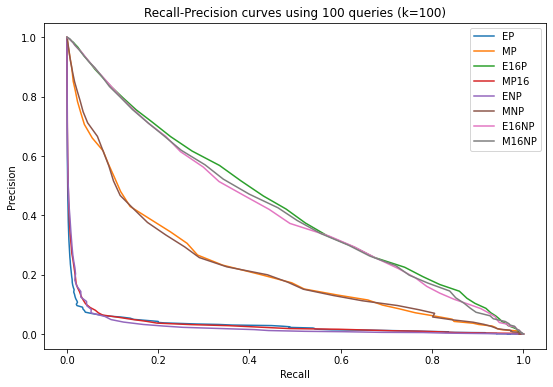 Recall-Precision curves using 100 queries (k=100)
EP
MP
E16P
MP16
ENP
MNP
E16NP
M16NP
Precision
1.0
0.8
0.6
0.4
0.2
0.0
0.0 0.2 0.4 0.6 0.8 1.0
Recall